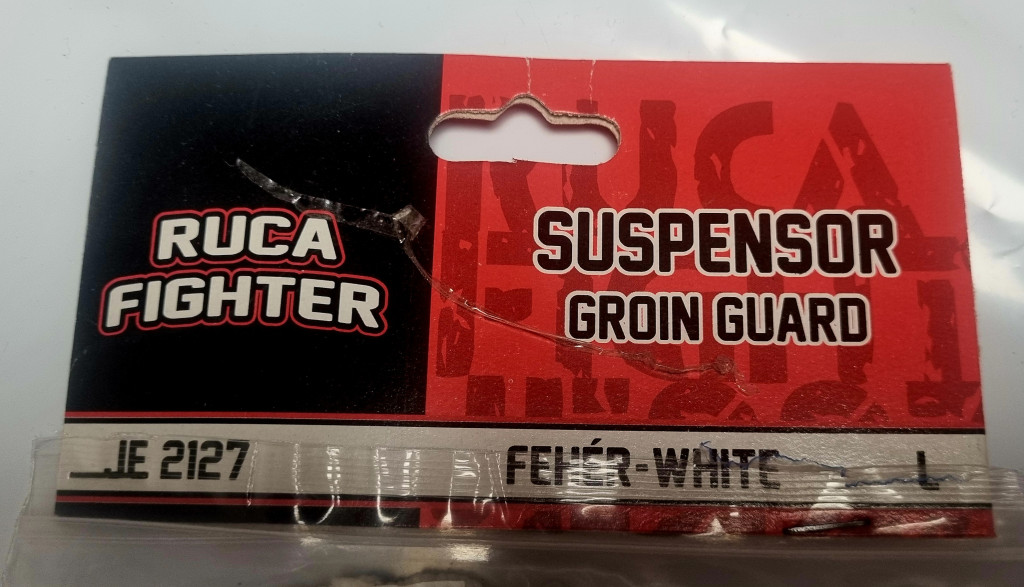 RUCA
FIGHTER
SUSPENSOR
GROIN GUARD
JE 2127
FEHÉR-WHITE
L